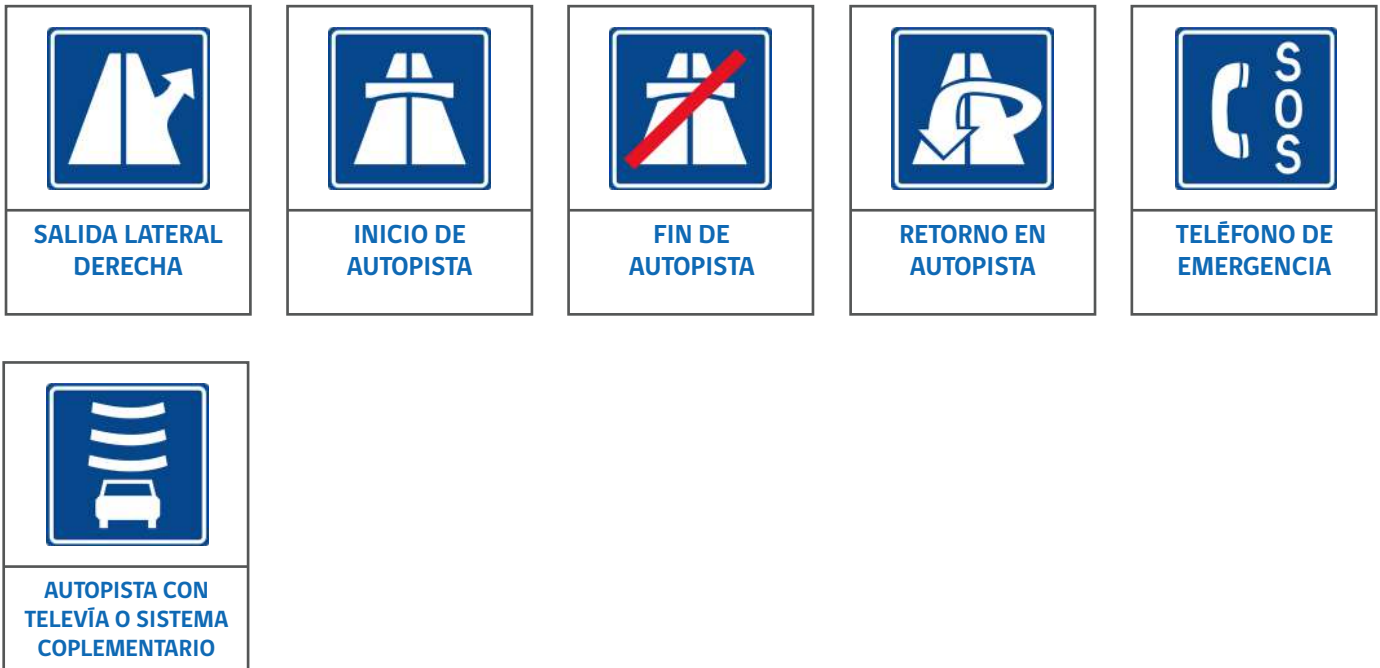 SOS
SALIDA LATERAL
DERECHA
INICIO DE
AUTOPISTA
FIN DE
AUTOPISTA
RETORNO EN
AUTOPISTA
TELÉFONO DE
EMERGENCIA
AUTOPISTA CON
TELEVÍA O SISTEMA
COPLEMENTARIO